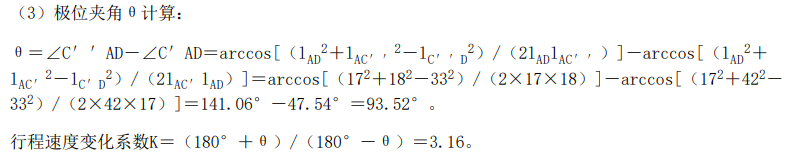 （3）极位夹角θ计算：
θ＝∠C′′AD－∠C′AD＝arccos[（1AD²＋1AC′′²－1C′′D²）/（21AD1AC′′）]－arccos[（1AD²＋
1AC′²－1C′D²）/（21AC′1AD）]＝arccos[（17²＋18²－33²）/（2×17×18）]－arccos[（17²＋42²－
33²）/（2×42×17）]＝141.06°－47.54°＝93.52°。
行程速度变化系数K＝（180°＋θ）/（180°－θ）＝3.16。